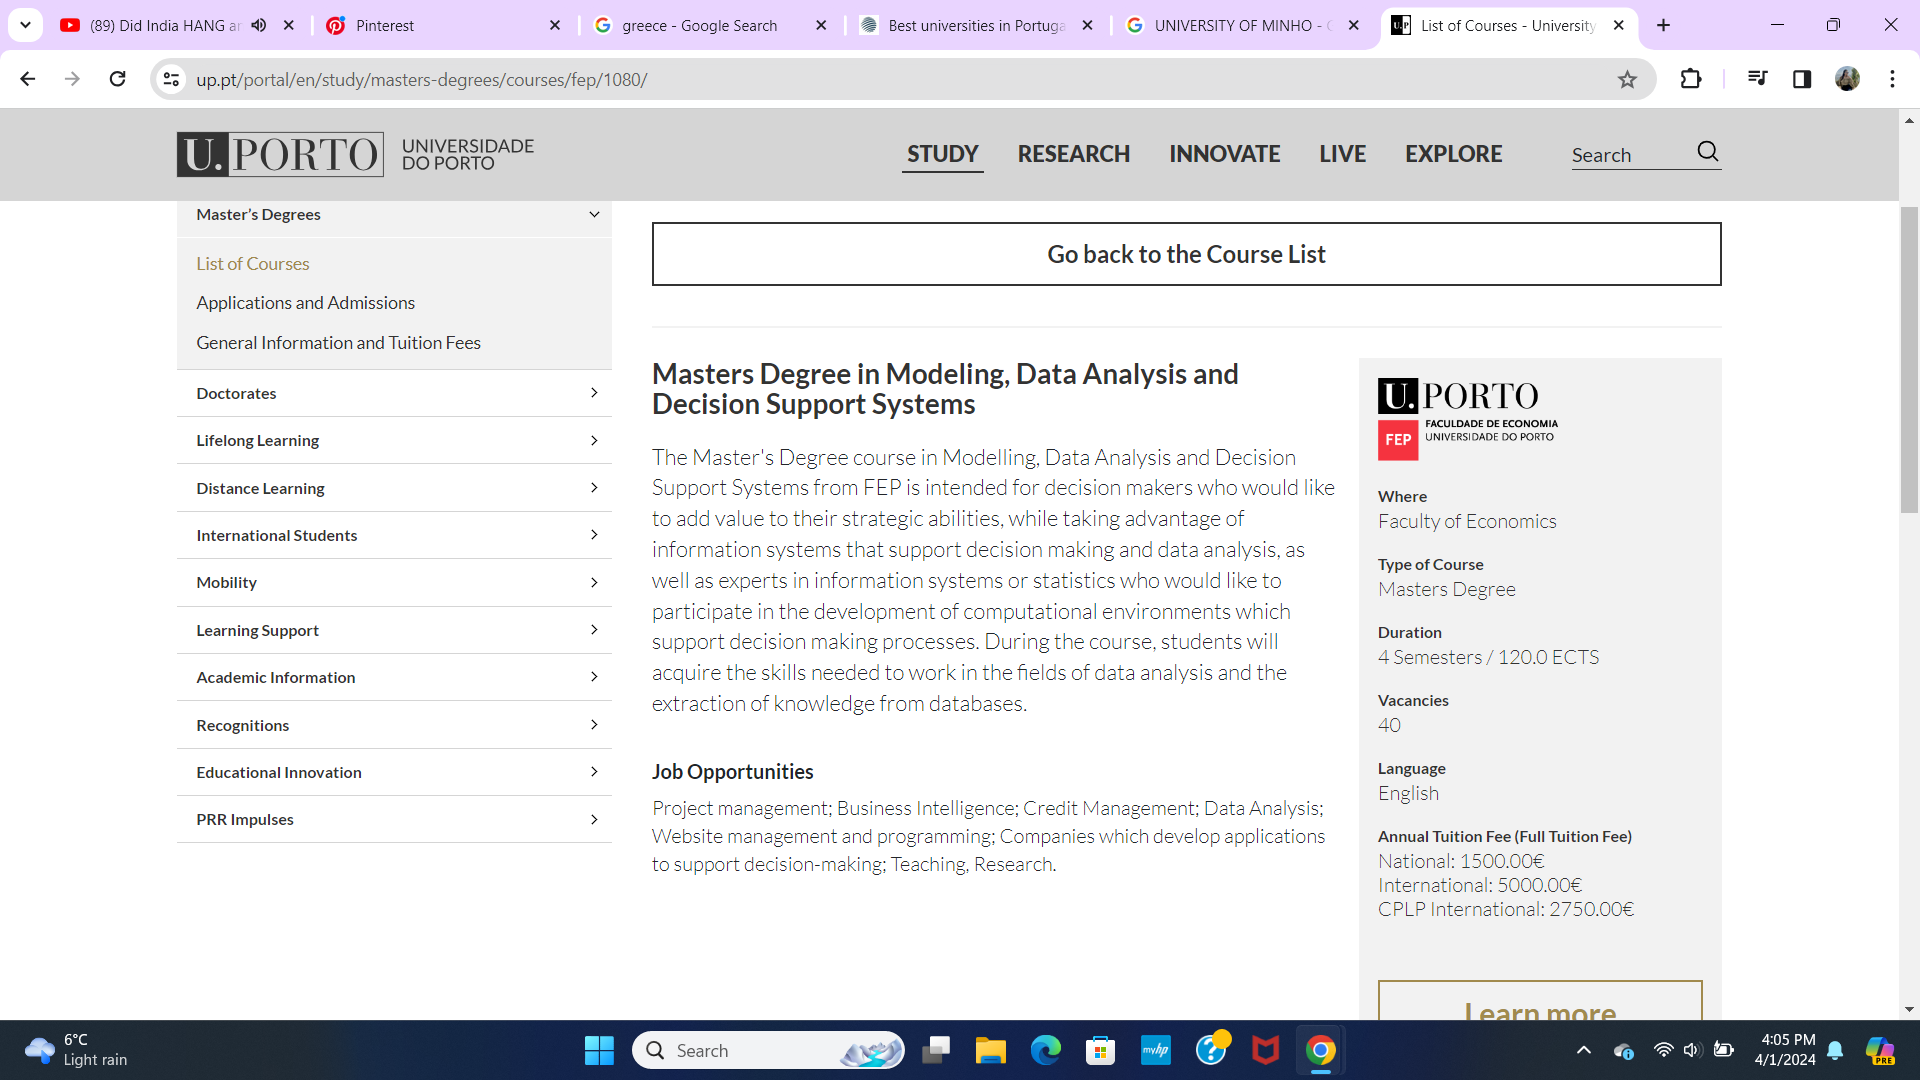 (89) Did India HANG ar
Pinterest
greece - Google Search
Best universities in Portuga
UNIVERSITY OF MINHO - G
List of Courses - University
up.pt/portal/en/study/masters-degrees/courses/fep/1080/
U.PORTO
UNIVERSIDADE
DO PORTO
STUDY
RESEARCH
INNOVATE
LIVE
EXPLORE
Search
Master's Degrees
List of Courses
Applications and Admissions
General Information and Tuition Fees
Doctorates
Lifelong Learning
Distance Learning
International Students
Mobility
Learning Support
Academic Information
Recognitions
Educational Innovation
PRR Impulses
Go back to the Course List
Masters Degree in Modeling, Data Analysis and
Decision Support Systems
The Master's Degree course in Modelling, Data Analysis and Decision
Support Systems from FEP is intended for decision makers who would like
to add value to their strategic abilities, while taking advantage of
information systems that support decision making and data analysis, as
well as experts in information systems or statistics who would like to
participate in the development of computational environments which
support decision making processes. During the course, students will
acquire the skills needed to work in the fields of data analysis and the
extraction of knowledge from databases.
Job Opportunities
Project management; Business Intelligence; Credit Management; Data Analysis;
Website management and programming; Companies which develop applications
to support decision-making; Teaching, Research.
U.PORTO
FEP
FACULDADE DE ECONOMIA
UNIVERSIDADE DO PORTO
Where
Faculty of Economics
Type of Course
Masters Degree
Duration
4 Semesters / 120.0 ECTS
Vacancies
40
Language
English
Annual Tuition Fee (Full Tuition Fee)
National: 1500.00€
International: 5000.00€
CPLP International: 2750.00€
Learn more
6°C
Light rain
Search
myhp
4:05 PM
4/1/2024
PRE